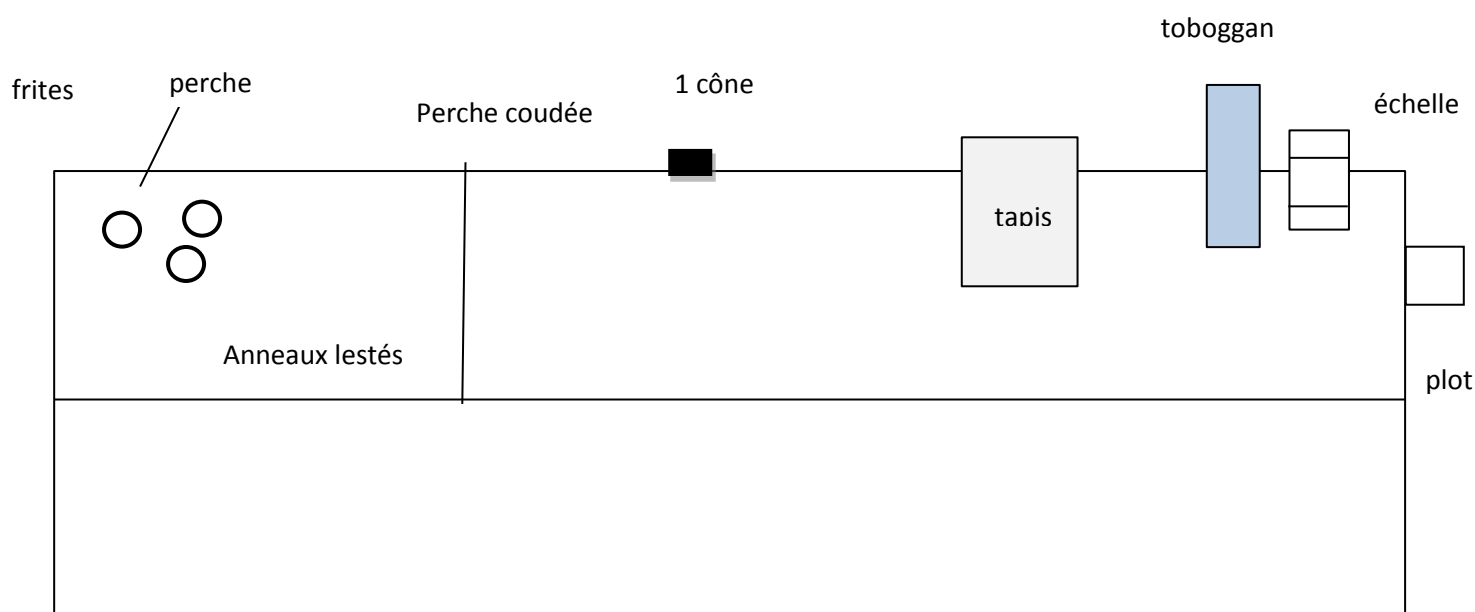 toboggan
frites
perche
1 cône
échelle
Perche coudée
tapis
Anneaux lestés
plot